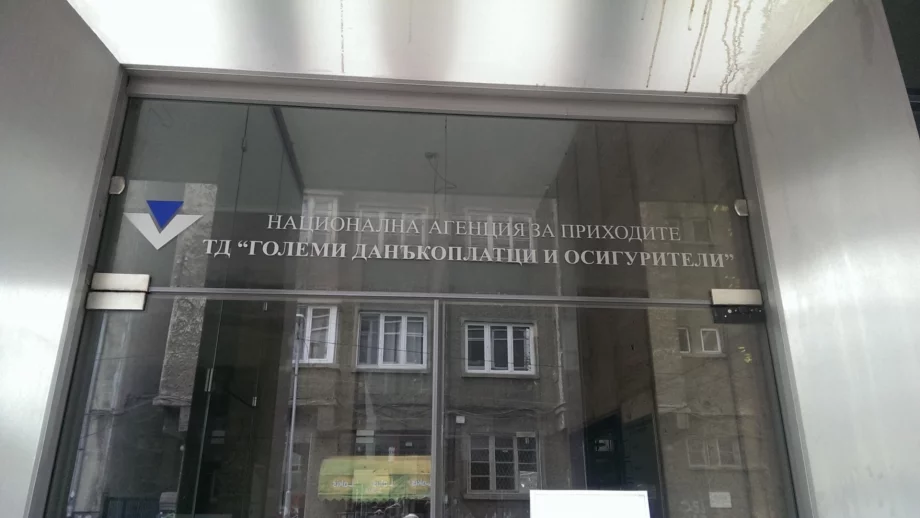 НАЦИОНАЛНА АГЕНЦИЯ ЗА ПРИХОДИТЕ
ТД “ГОЛЕМИ ДАНЪКОПЛАТЦИ И ОСИГУРИТЕЛИ”